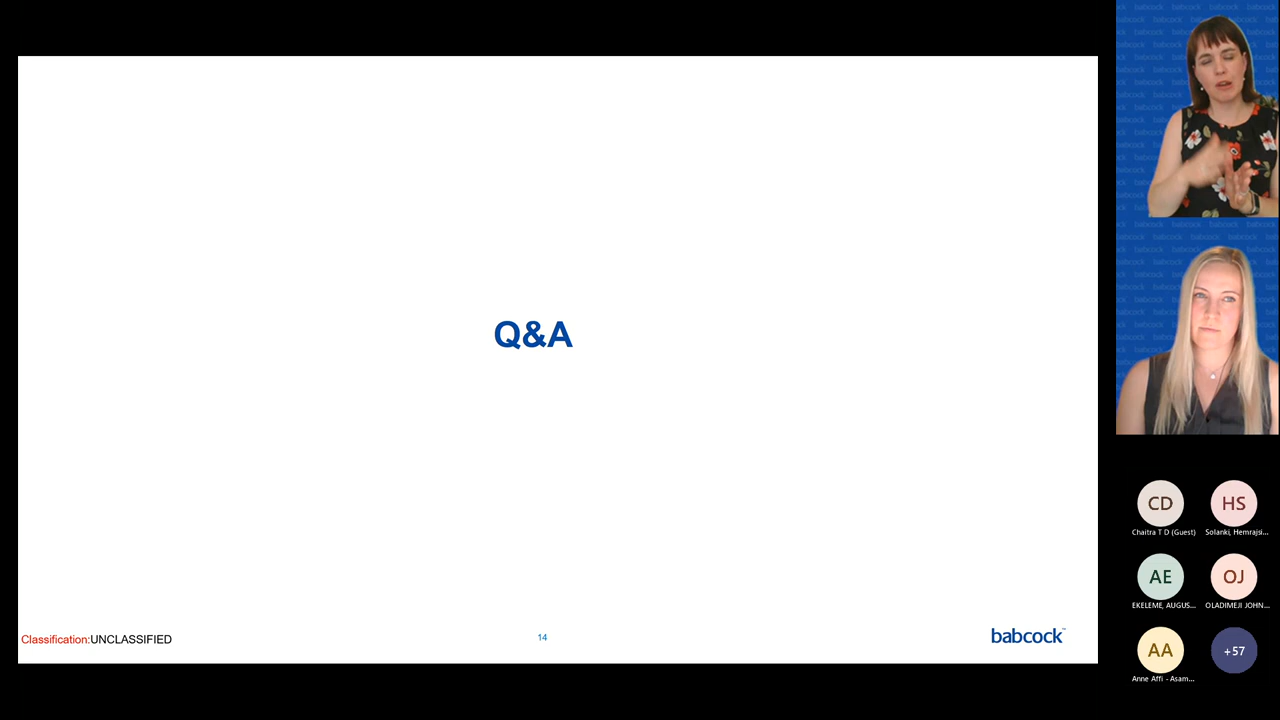 Q&A
Classification:UNCLASSIFIED
14
babcock™
CD
Chaitra T D (Guest)
HS
Solanki, Hemrajsi...
AE
EKELEME, AUGUS...
OJ
OLADIMEJI JOHN...
AA
Anne Affi - Asam...
+57